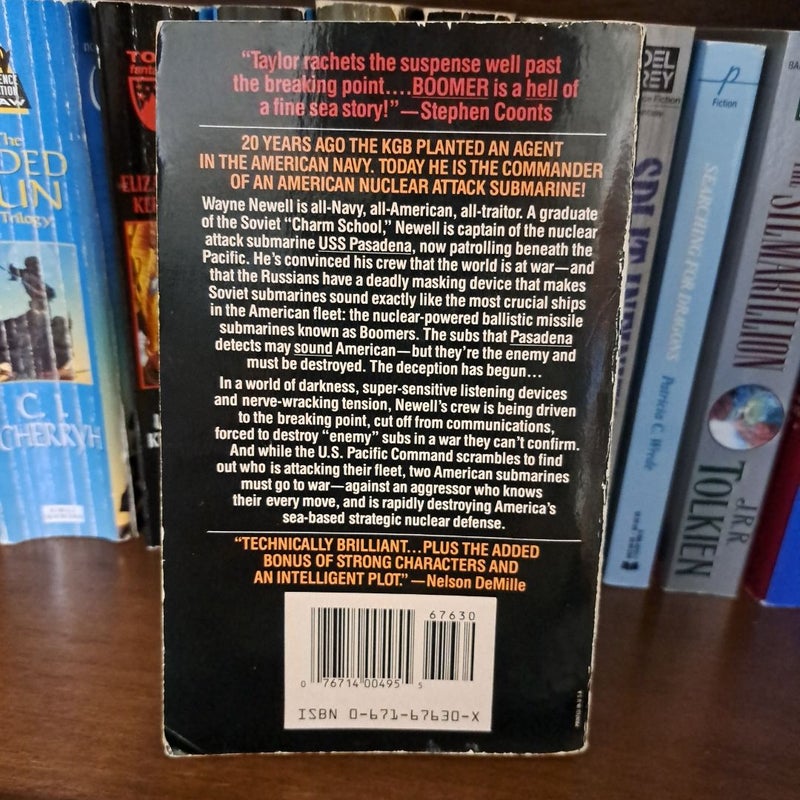 "Taylor rachets the suspense well past
the breaking point....BOOMER is a hell of
a fine sea story!"—Stephen Coonts
20 YEARS AGO THE KGB PLANTED AN AGENT
IN THE AMERICAN NAVY. TODAY HE IS THE COMMANDER
OF AN AMERICAN NUCLEAR ATTACK SUBMARINE!
Wayne Newell is all-Navy, all-American, all-traitor. A graduate
of the Soviet "Charm School," Newell is captain of the nuclear
attack submarine USS Pasadena, now patrolling beneath the
Pacific. He's convinced his crew that the world is at war—and
that the Russians have a deadly masking device that makes
Soviet submarines sound exactly like the most crucial ships
in the American fleet: the nuclear-powered ballistic missile
submarines known as Boomers. The subs that Pasadena
detects may sound American—but they're the enemy and
must be destroyed. The deception has begun...
In a world of darkness, super-sensitive listening devices
and nerve-wracking tension, Newell's crew is being driven
to the breaking point, cut off from communications,
forced to destroy "enemy" subs in a war they can't confirm.
And while the U.S. Pacific Command scrambles to find
out who is attacking their fleet, two American submarines
must go to war—against an aggressor who knows
their every move, and is rapidly destroying America's
sea-based strategic nuclear defense.
"TECHNICALLY BRILLIANT...PLUS THE ADDED
BONUS OF STRONG CHARACTERS AND
AN INTELLIGENT PLOT."—Nelson DeMille
67630
0 76714 00495 5
ISBN 0-671-67630-X
The
DED
UN
Trilogy
C.J.
CHERRYH
TO
fanta
ELIZ
KE
DEL
REY
Science Fiction
P
Fiction
SEARCHING FOR DRAGONS
Patricia C. Wrede
THE SILMARILLION
J.R.R.
TOLKIEN